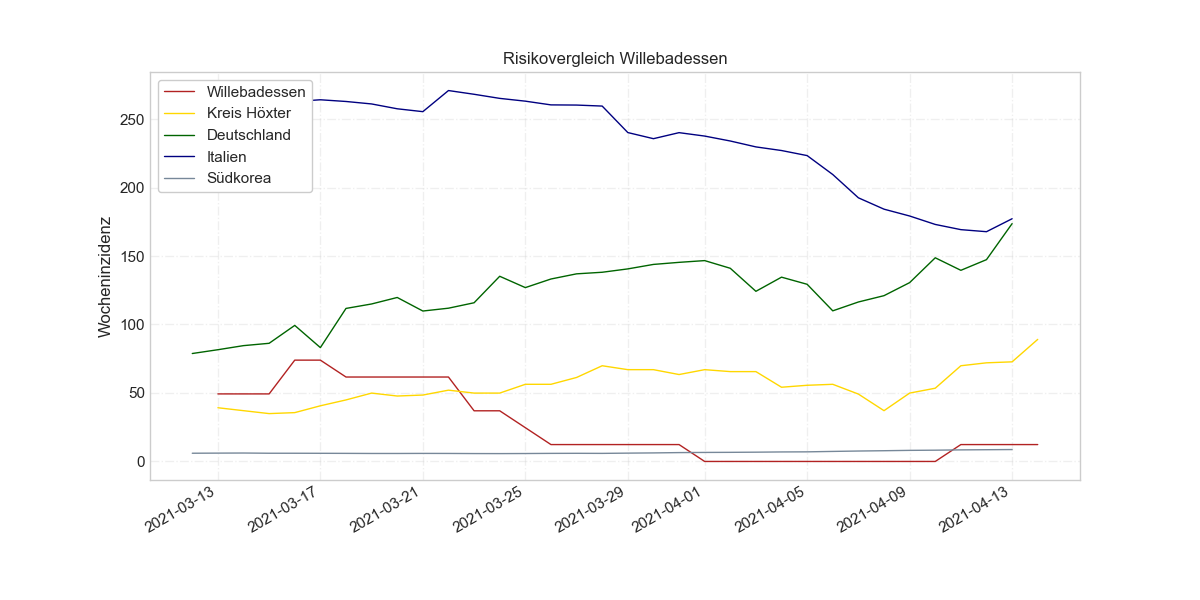 Risikovergleich Willebadessen
Willebadessen
Kreis Höxter
Deutschland
Italien
Südkorea
Wocheninzidenz
250
200
150
100
50
0
2021-03-13
2021-03-17
2021-03-21
2021-03-25
2021-03-29
2021-04-01
2021-04-05
2021-04-09
2021-04-13